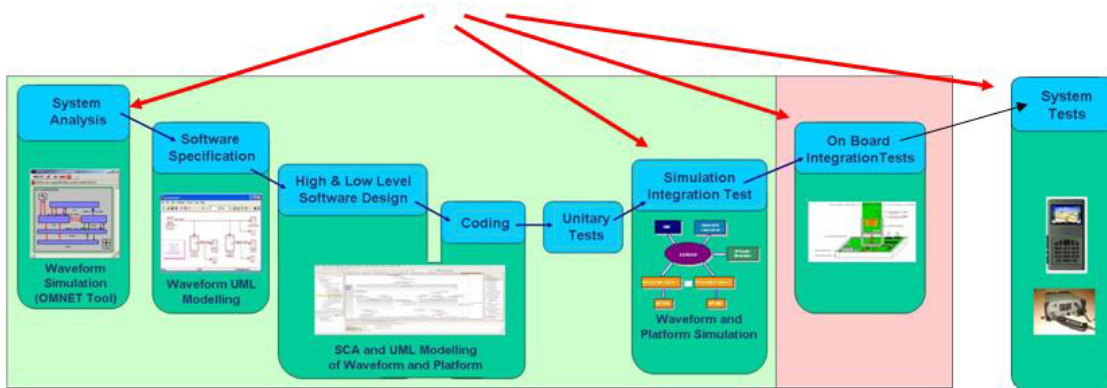 System
Analysis
Software
Specification
High & Low Level
Software Design
Coding
Unitary
Tests
Simulation
Integration Test
On Board
IntegrationTests
System
Tests
Waveform
Simulation
(OMNET Tool)
Waveform UML
Modelling
SCA and UML Modelling
of Waveform and Platform
Waveform and
Platform Simulation